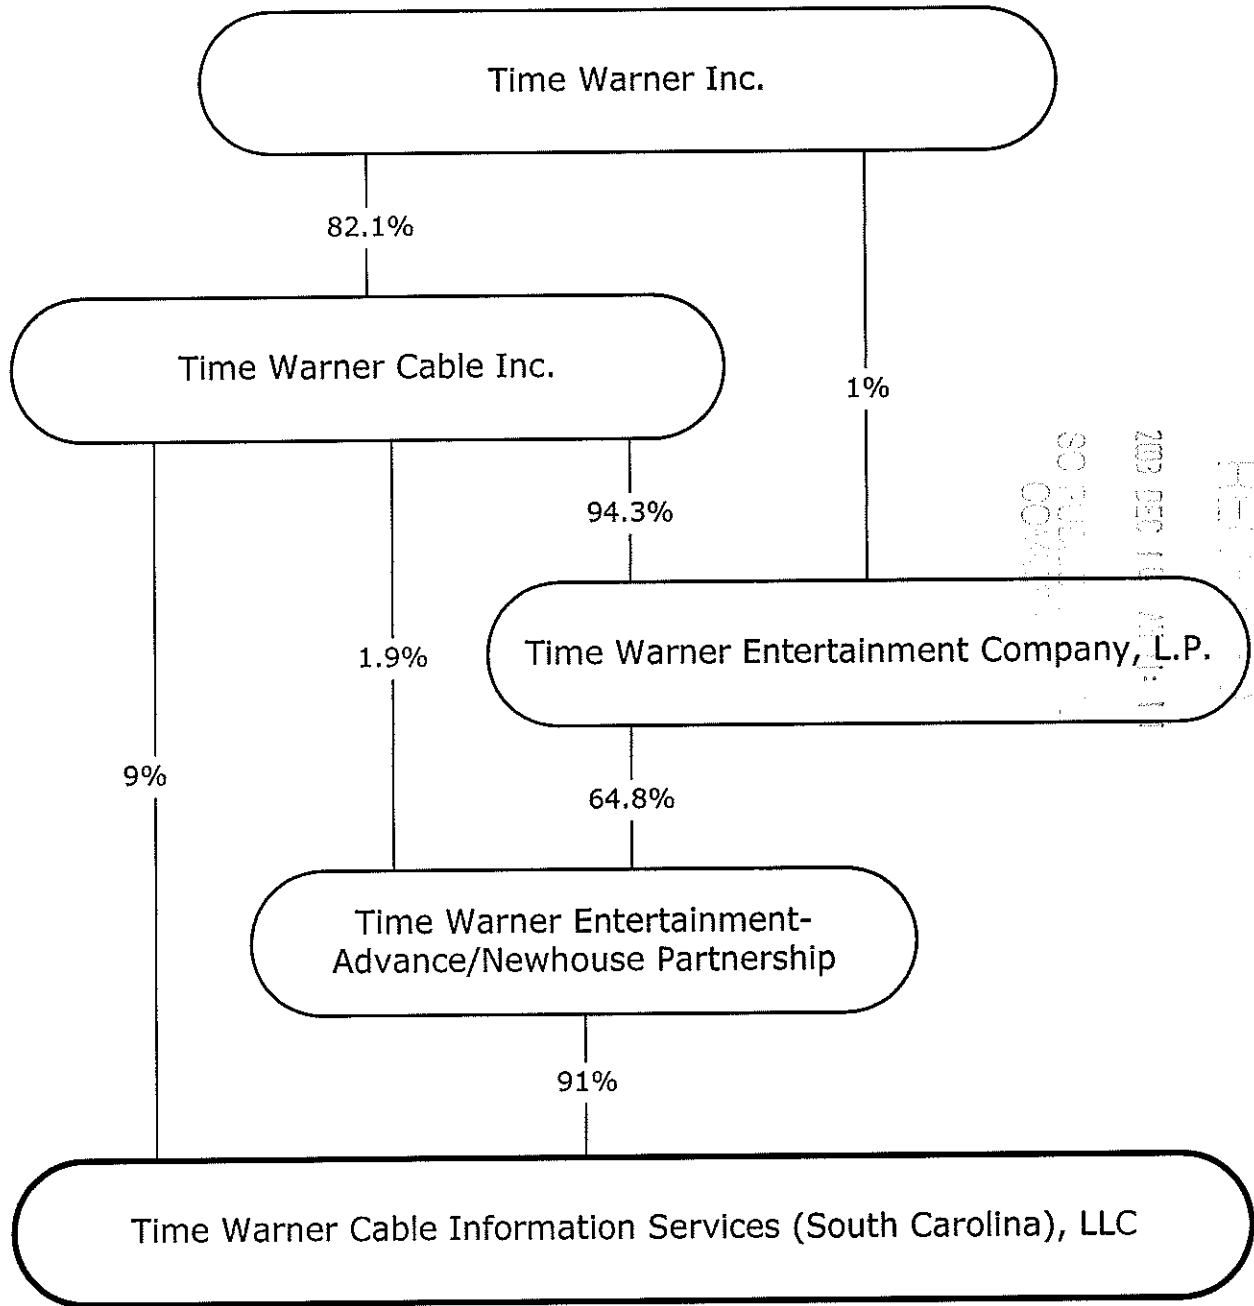 Time Warner Inc.
82.1%
Time Warner Cable Inc.
1%
94.3%
Time Warner Entertainment Company, L.P.
1.9%
9%
64.8%
Time Warner Entertainment-
Advance/Newhouse Partnership
91%
Time Warner Cable Information Services (South Carolina), LLC